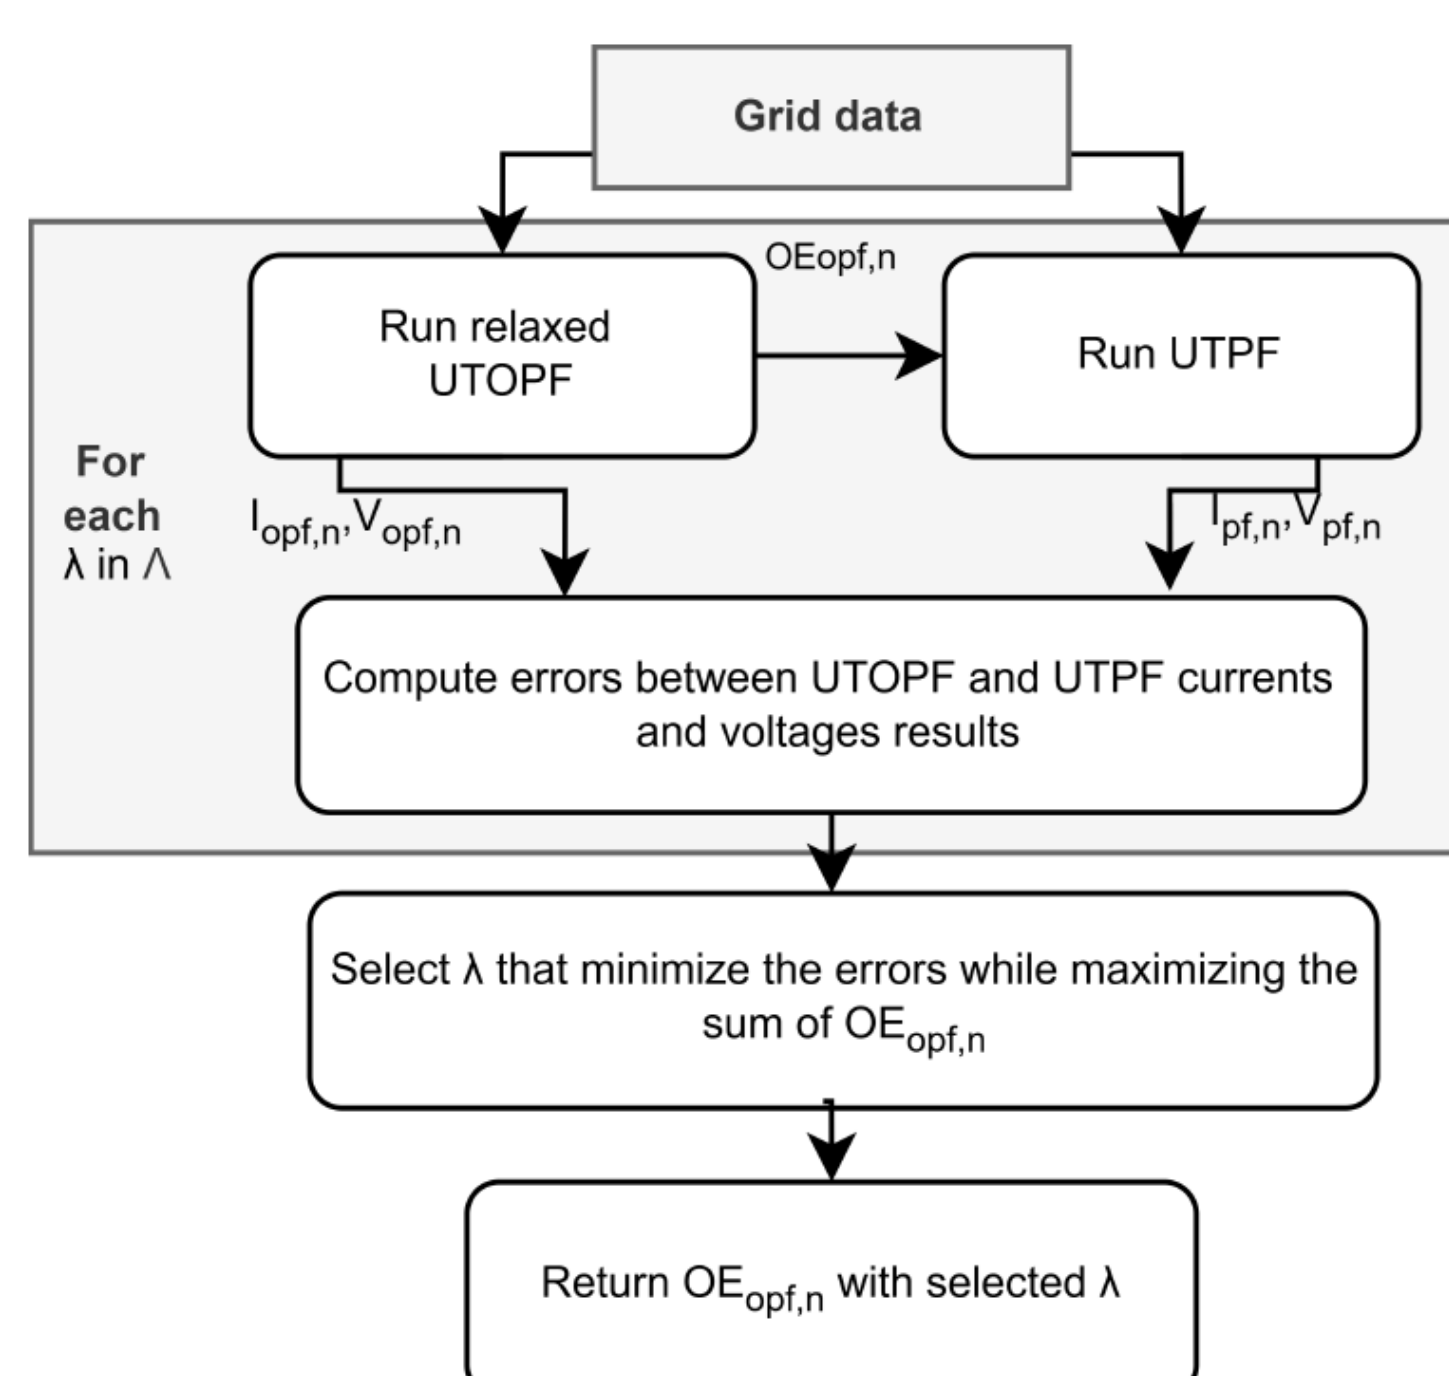 Grid data
OEopf,n
Run relaxed
UTOPF
Run UTPF
For
each
λ in Λ
Iopf,n,Vopf,n
Ipf,n,Vpf,n
Compute errors between UTOPF and UTPF currents
and voltages results
Select λ that minimize the errors while maximizing the
sum of OEopf,n
Return OEopf,n with selected λ